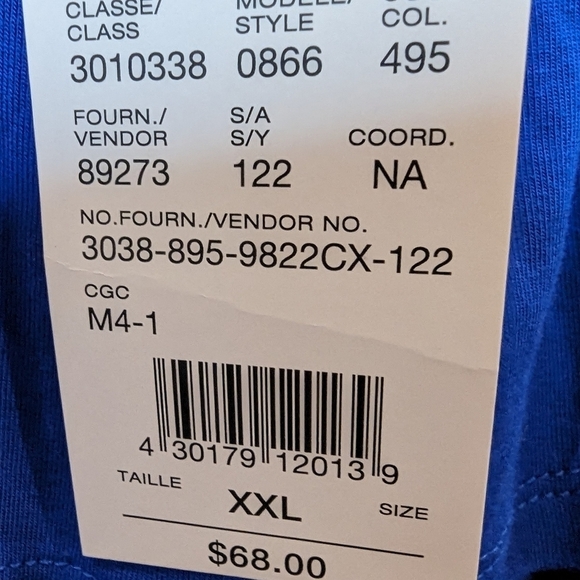 CLASSE/
CLASS
STYLE
COL.
3010338 0866 495
FOURN./ S/A
VENDOR S/Y COORD.
89273 122 NA
NO.FOURN./VENDOR NO.
3038-895-9822CX-122
CGC
M4-1
4 30179 12013 9
TAILLE XXL SIZE
$68.00